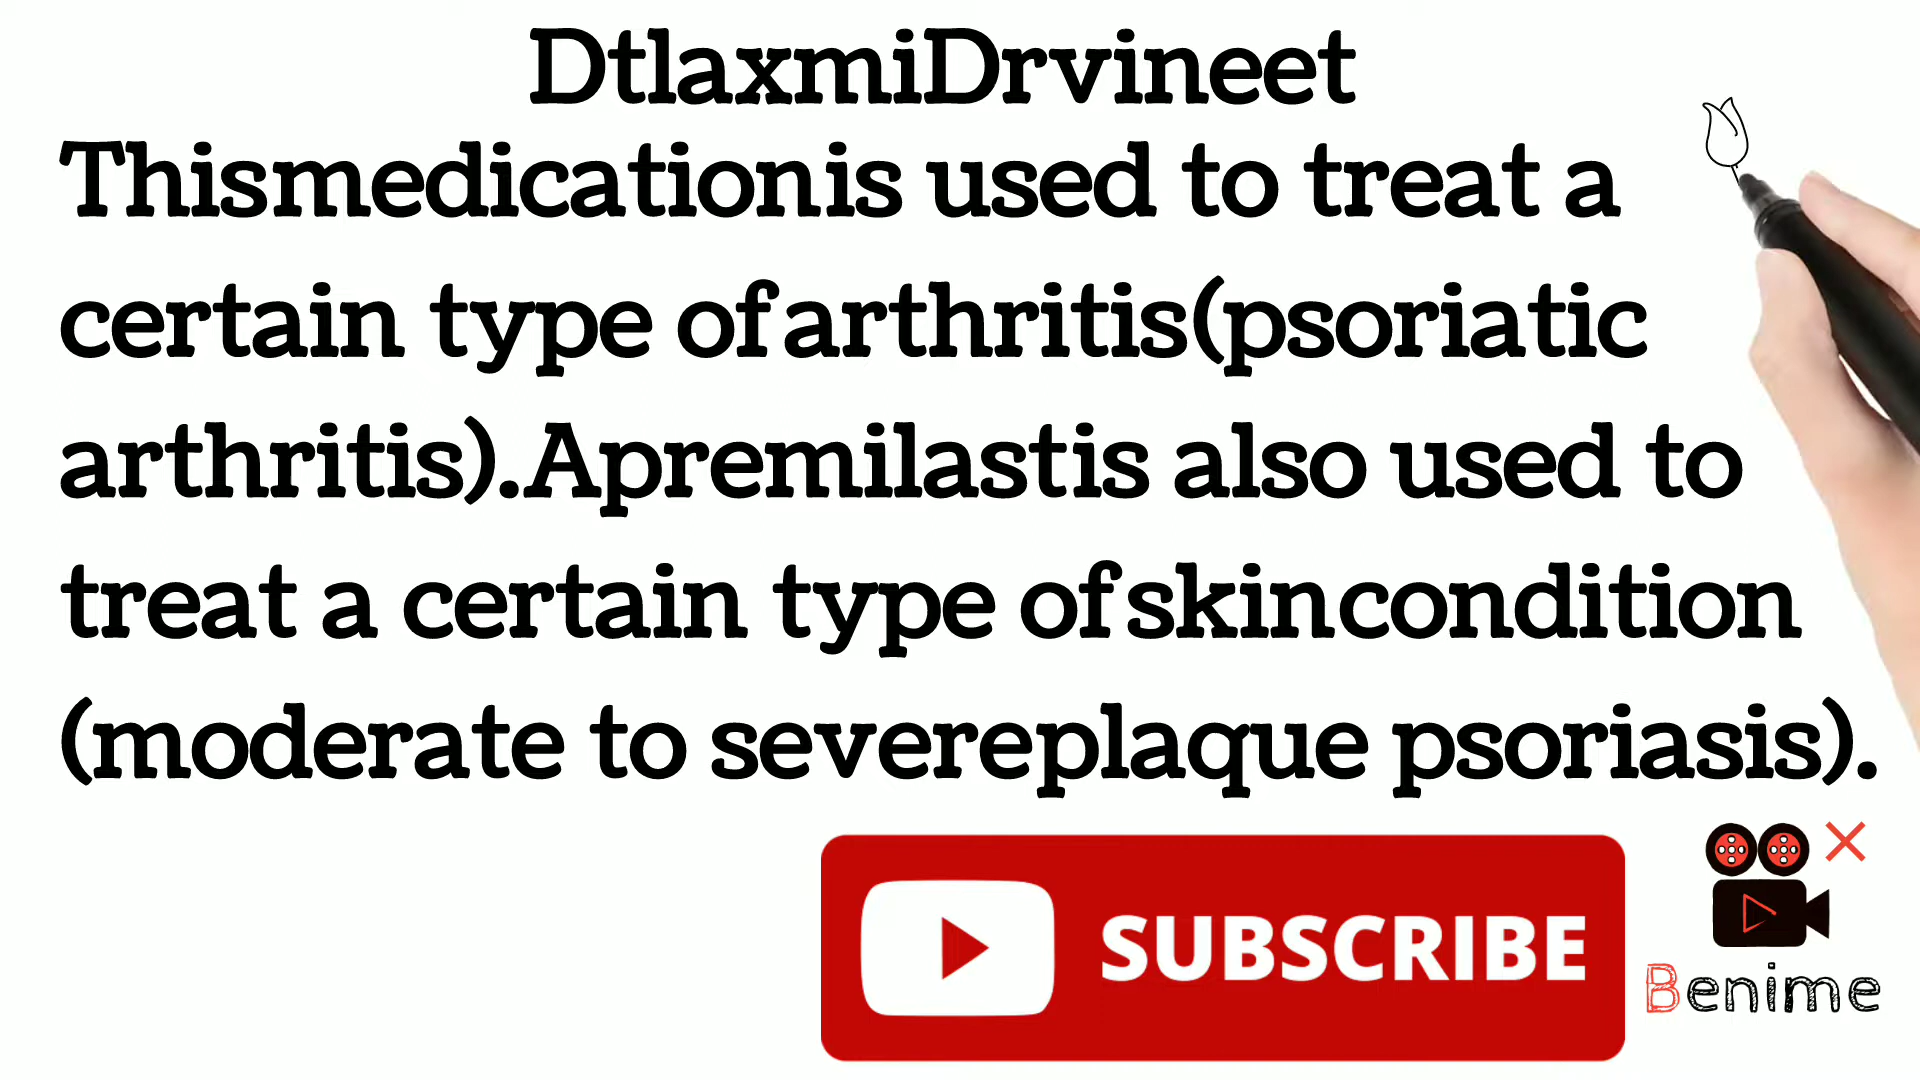 DtlaxmiDrvineet
Thismedicationis used to treat a
certain type ofarthritis(psoriatic
arthritis).Apremilastis also used to
treat a certain type ofskincondition
(moderate to severeplaque psoriasis).
SUBSCRIBE
Benime